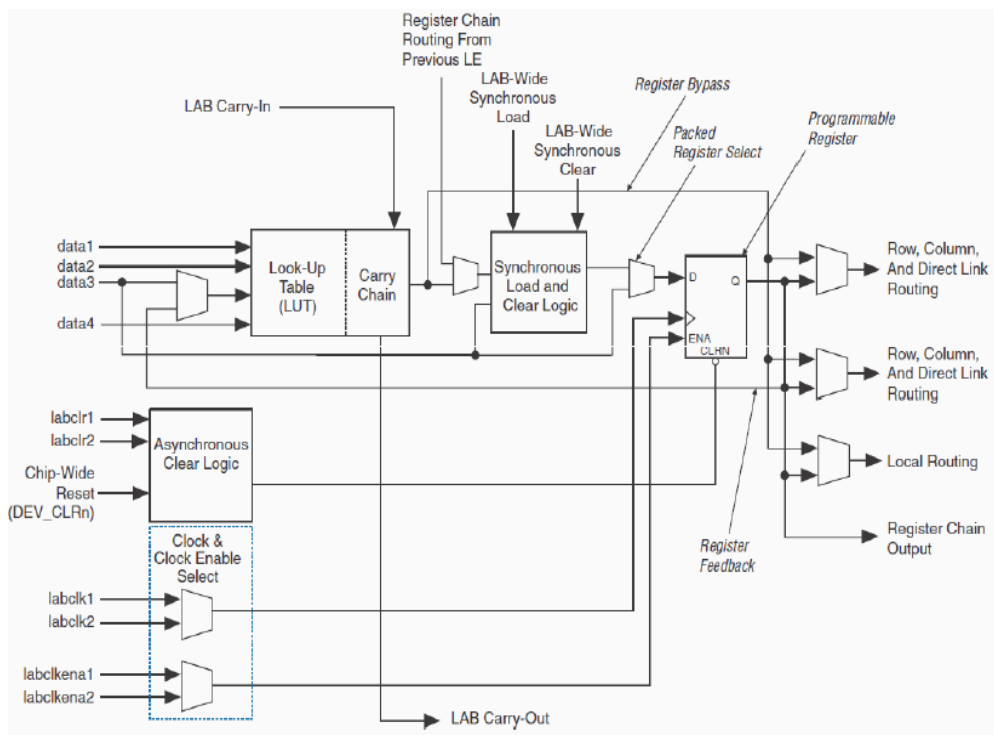 Register Chain
Routing From
Previous LE
LAB-Wide
Synchronous
Load
Register Bypass
Programmable
Register
LAB Carry-In
LAB-Wide
Synchronous
Clear
Packed
Register Select
data1
data2
data3
data4
Look-Up
Table
(LUT)
Carry
Chain
Synchronous
Load and
Clear Logic
D
Q
ENA
CLRN
Row, Column,
And Direct Link
Routing
Row, Column,
And Direct Link
Routing
Local Routing
Register Chain
Output
Register
Feedback
labclr1
labclr2
Chip-Wide
Reset
(DEV_CLRn)
Asynchronous
Clear Logic
Clock &
Clock Enable
Select
labclk1
labclk2
labclkena1
labclkena2
LAB Carry-Out